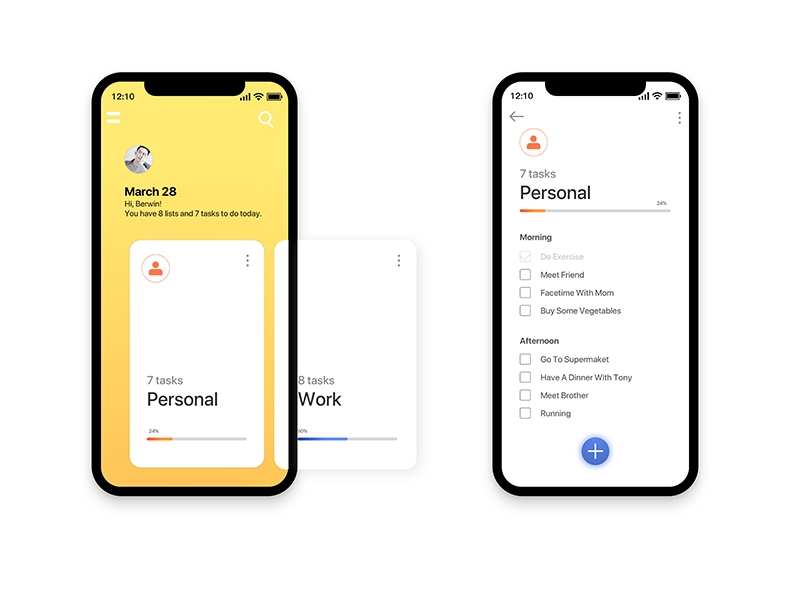 12:10
March 28
Hi, Berwin!
You have 8 lists and 7 tasks to do today.
7 tasks
Personal
24%
8 tasks
Work
60%
12:10
7 tasks
Personal
24%
Morning
Do Exercise
Meet Friend
Facetime With Mom
Buy Some Vegetables
Afternoon
Go To Supermaket
Have A Dinner With Tony
Meet Brother
Running